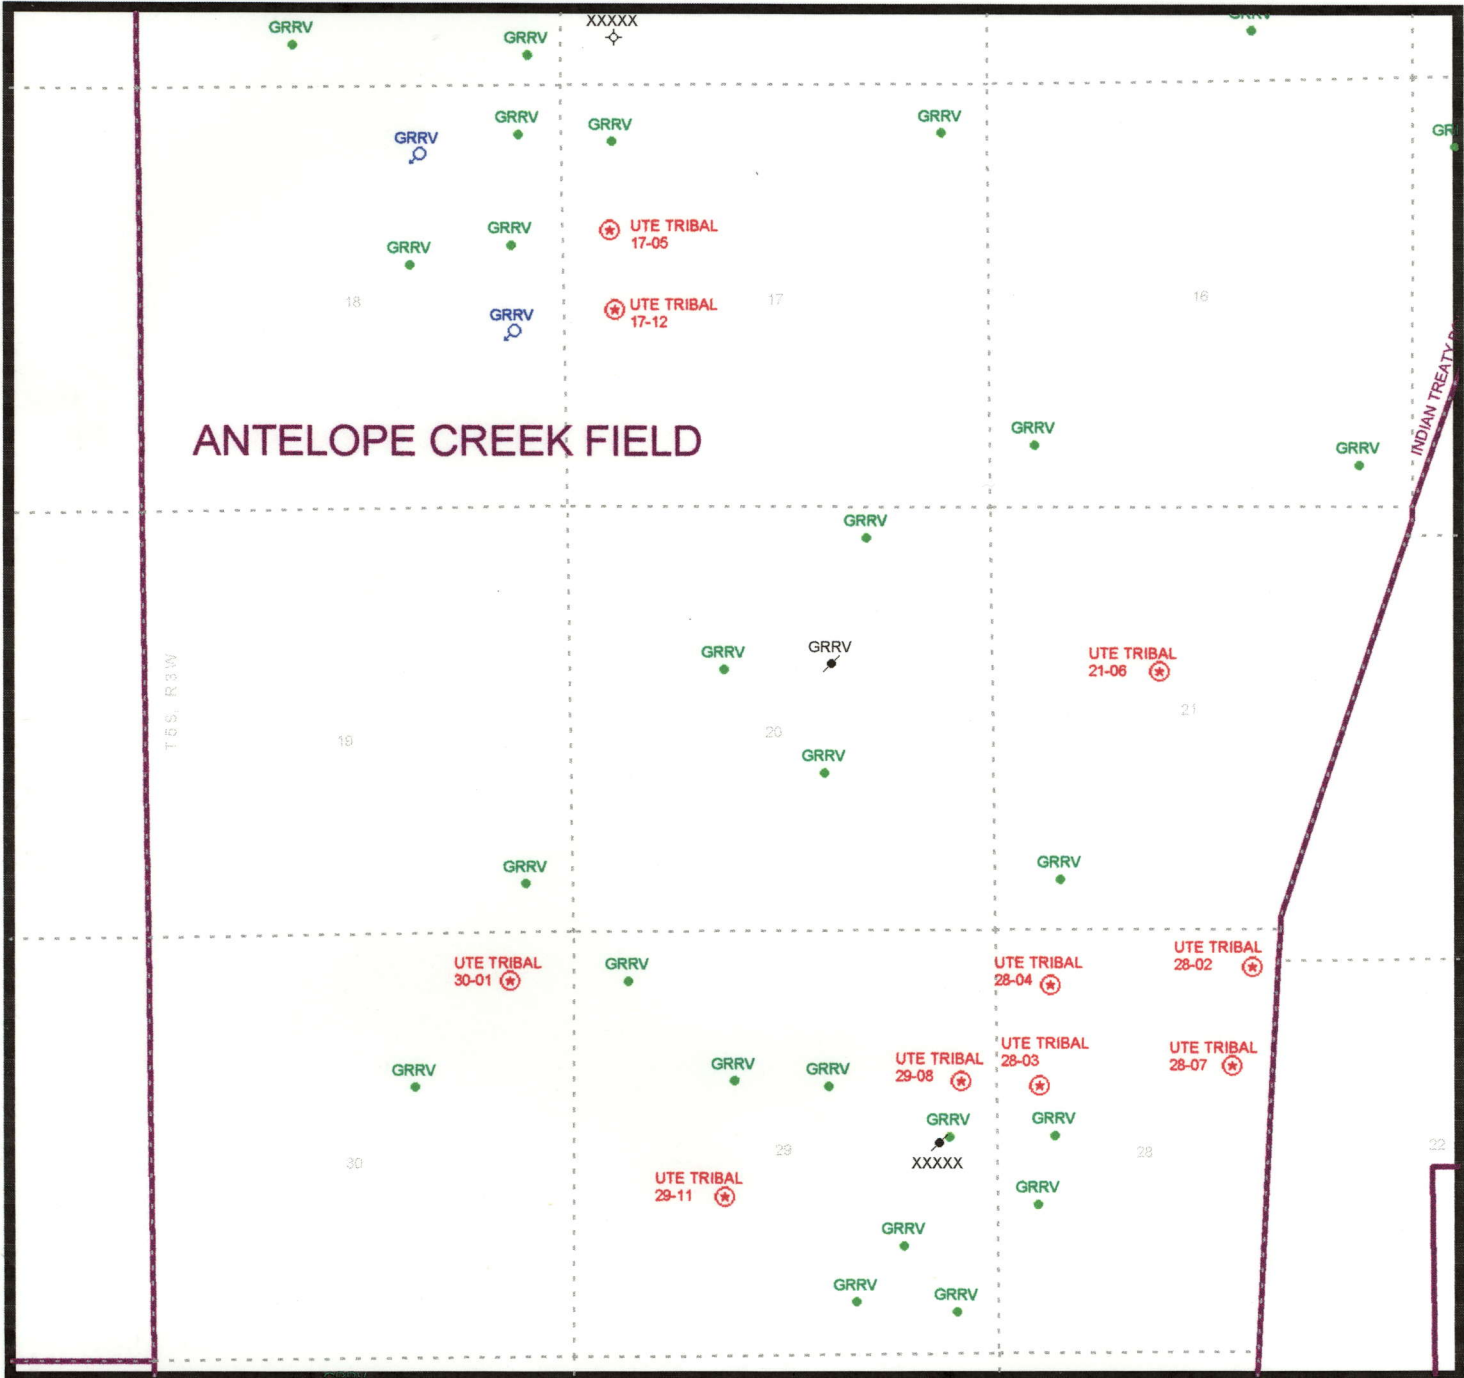 GRRV
GRRV
XXXXX
GRRV
GRRV
GRRV
GRRV
GRRV
GRRV
GRRV
UTE TRIBAL
17-05
18
17
16
GRRV
UTE TRIBAL
17-12
INDIAN TREATY
ANTELOPE CREEK FIELD
GRRV
GRRV
GRRV
T5S, R3W
GRRV
GRRV
UTE TRIBAL
21-06
19
20
21
GRRV
GRRV
GRRV
UTE TRIBAL
30-01
GRRV
UTE TRIBAL
28-04
UTE TRIBAL
28-02
GRRV
GRRV
GRRV
UTE TRIBAL
29-08
UTE TRIBAL
28-03
UTE TRIBAL
28-07
GRRV
GRRV
XXXXX
30
29
28
22
UTE TRIBAL
29-11
GRRV
GRRV
GRRV
GRRV